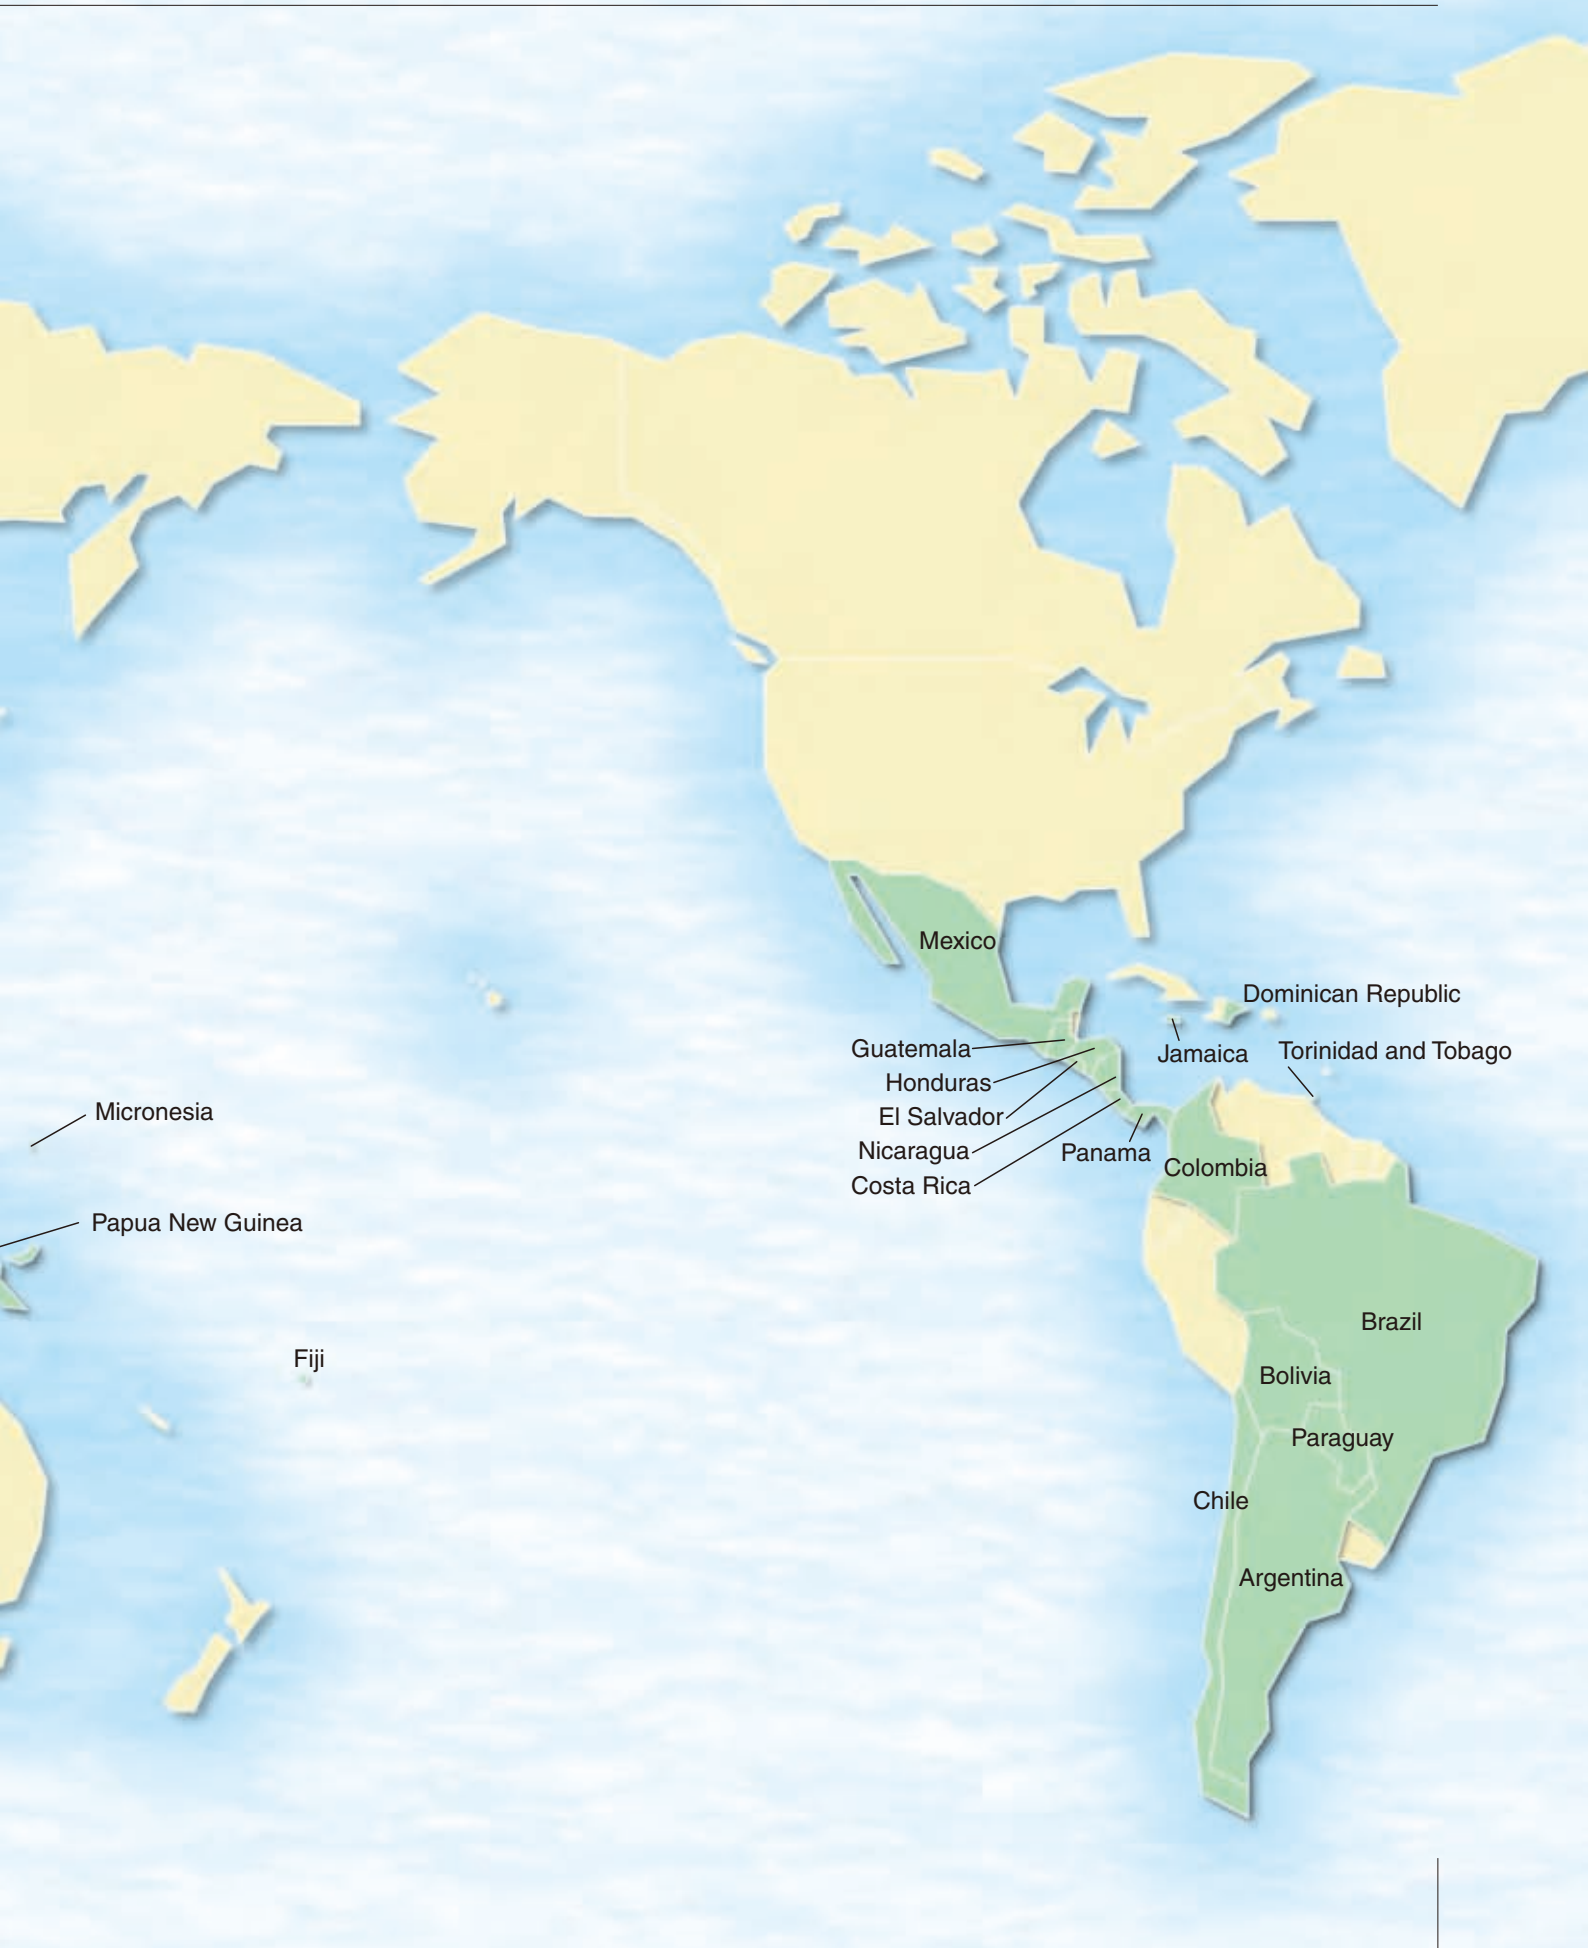 Mexico
Dominican Republic
Guatemala
Jamaica
Torinidad and Tobago
Honduras
El Salvador
Micronesia
Nicaragua
Panama
Colombia
Costa Rica
Papua New Guinea
Brazil
Fiji
Bolivia
Paraguay
Chile
Argentina